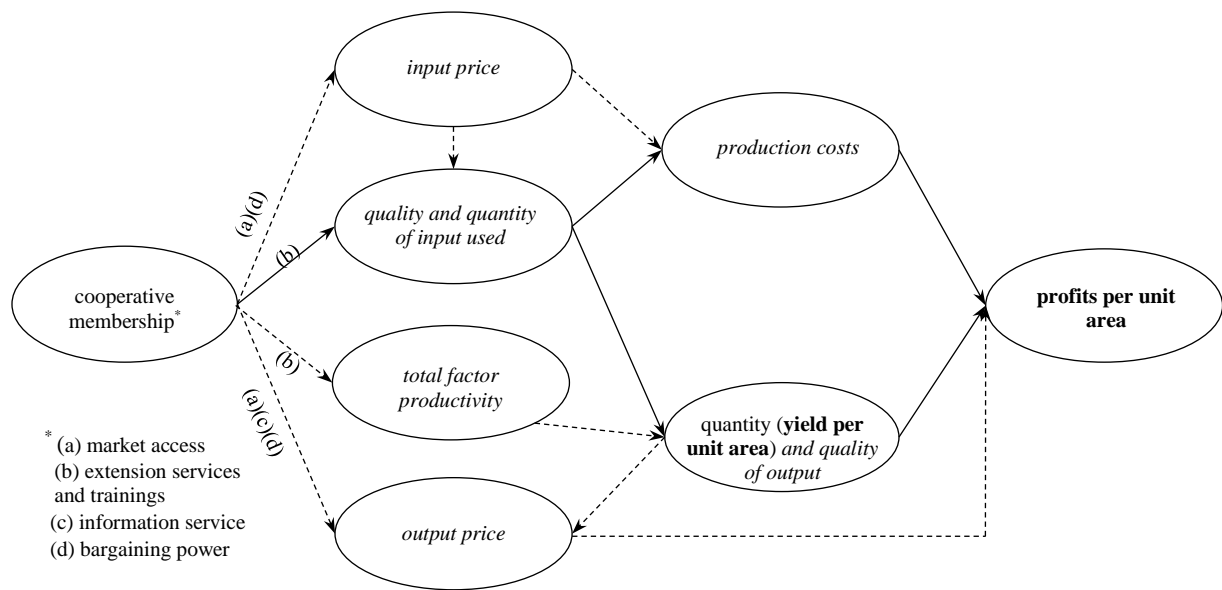 input price
production costs
quality and quantity
of input used
(a)(d)
(b)
cooperative
membership*
profits per unit
area
(b)
total factor
productivity
(a)(c)(d)
quantity (yield per
unit area) and quality
of output
output price
* (a) market access
(b) extension services
and trainings
(c) information service
(d) bargaining power